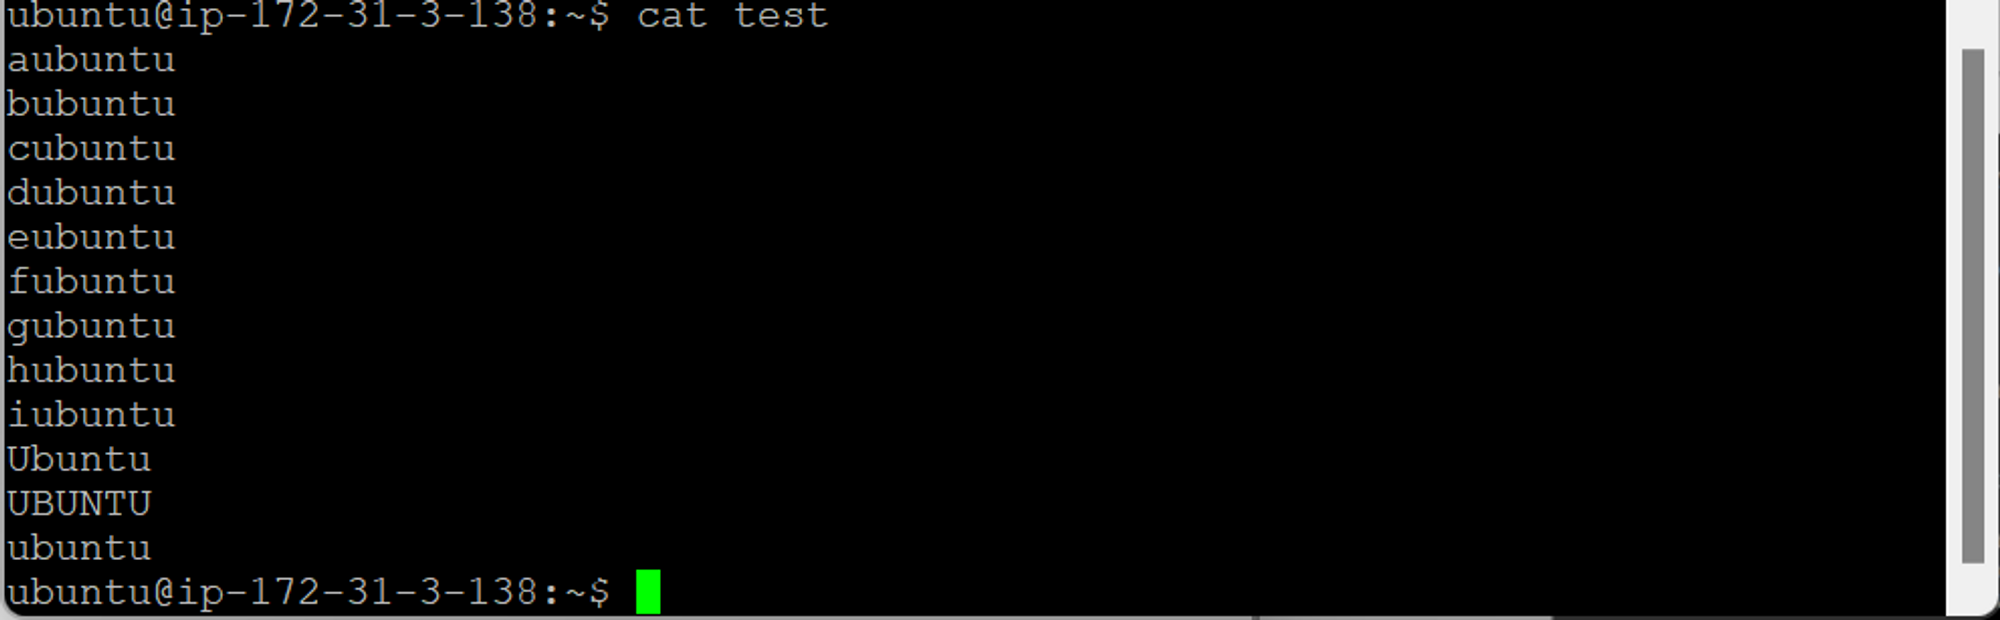 ubuntu@ip-172-31-3-138:~$ cat test
aubuntu
bubuntu
cubuntu
dubuntu
eubuntu
fubuntu
gubuntu
hubuntu
iubuntu
Ubuntu
UBUNTU
ubuntu
ubuntu@ip-172-31-3-138:~$